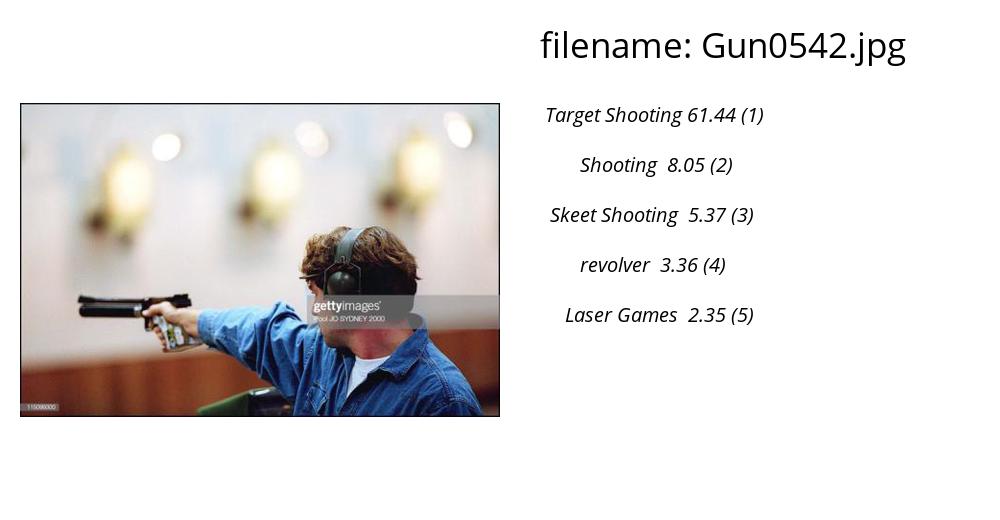 filename: Gun0542.jpg
Target Shooting 61.44 (1)
Shooting 8.05 (2)
Skeet Shooting 5.37 (3)
revolver 3.36 (4)
Laser Games 2.35 (5)
gettyimages®
Pool JO SYDNEY 2000